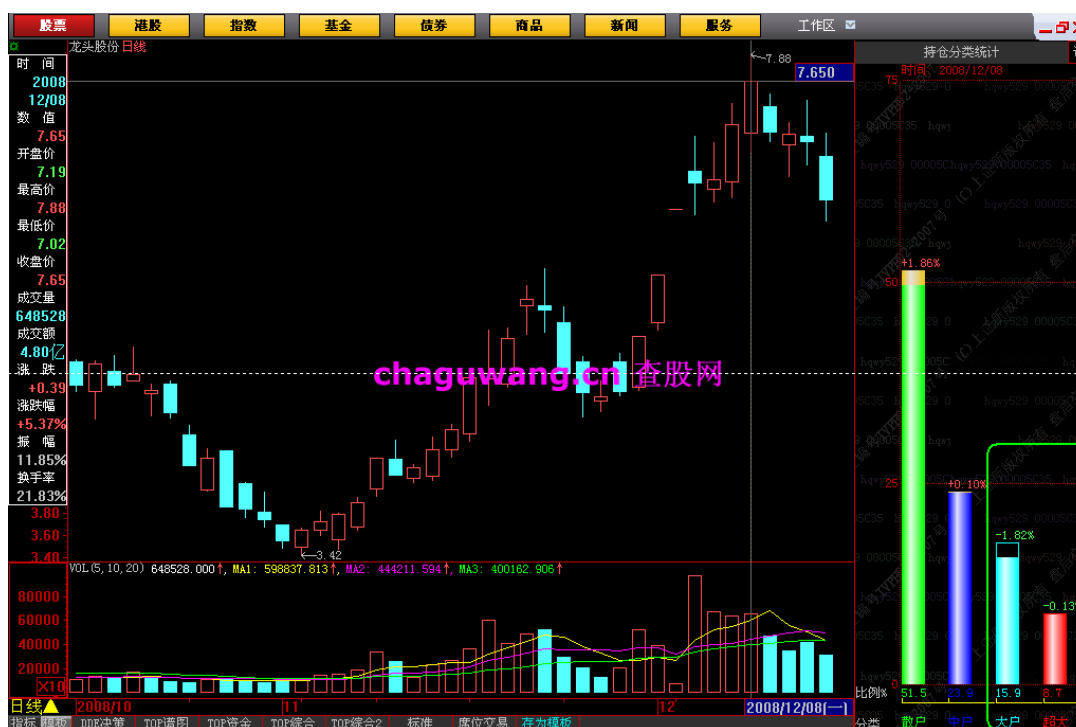 股票 港股 指数 基金 债券 商品 新闻 服务 工作区
龙头股份 日线
持仓分类统计
时 间
2008
12/08
数 值
7.65
开盘价
7.19
最高价
7.88
最低价
7.02
收盘价
7.65
成交量
648528
成交额
4.80亿
涨 跌
+0.39
涨跌幅
+5.37%
振 幅
11.85%
换手率
21.83%
3.80
3.60
3.40
7.88
7.650
3.42
chaguwang.cn 查股网
VOL(5,10,20) 648528.000↑, MA1: 598837.813↑, MA2: 444211.594↑, MA3: 400162.906↑
80000
60000
40000
20000
X10
日线 2008/10 11 12 2008/12/08(一)
指标 模板 DDE决策 TOP谱图 TOP资金 TOP综合 TOP综合2 标准 席位交易 存为模板
时间 2008/12/08
75
50
25
0
+1.86%
+0.10%
-1.82%
-0.13
比例% 51.5 23.9 15.9 8.7
分类 散户 中户 大户 超大